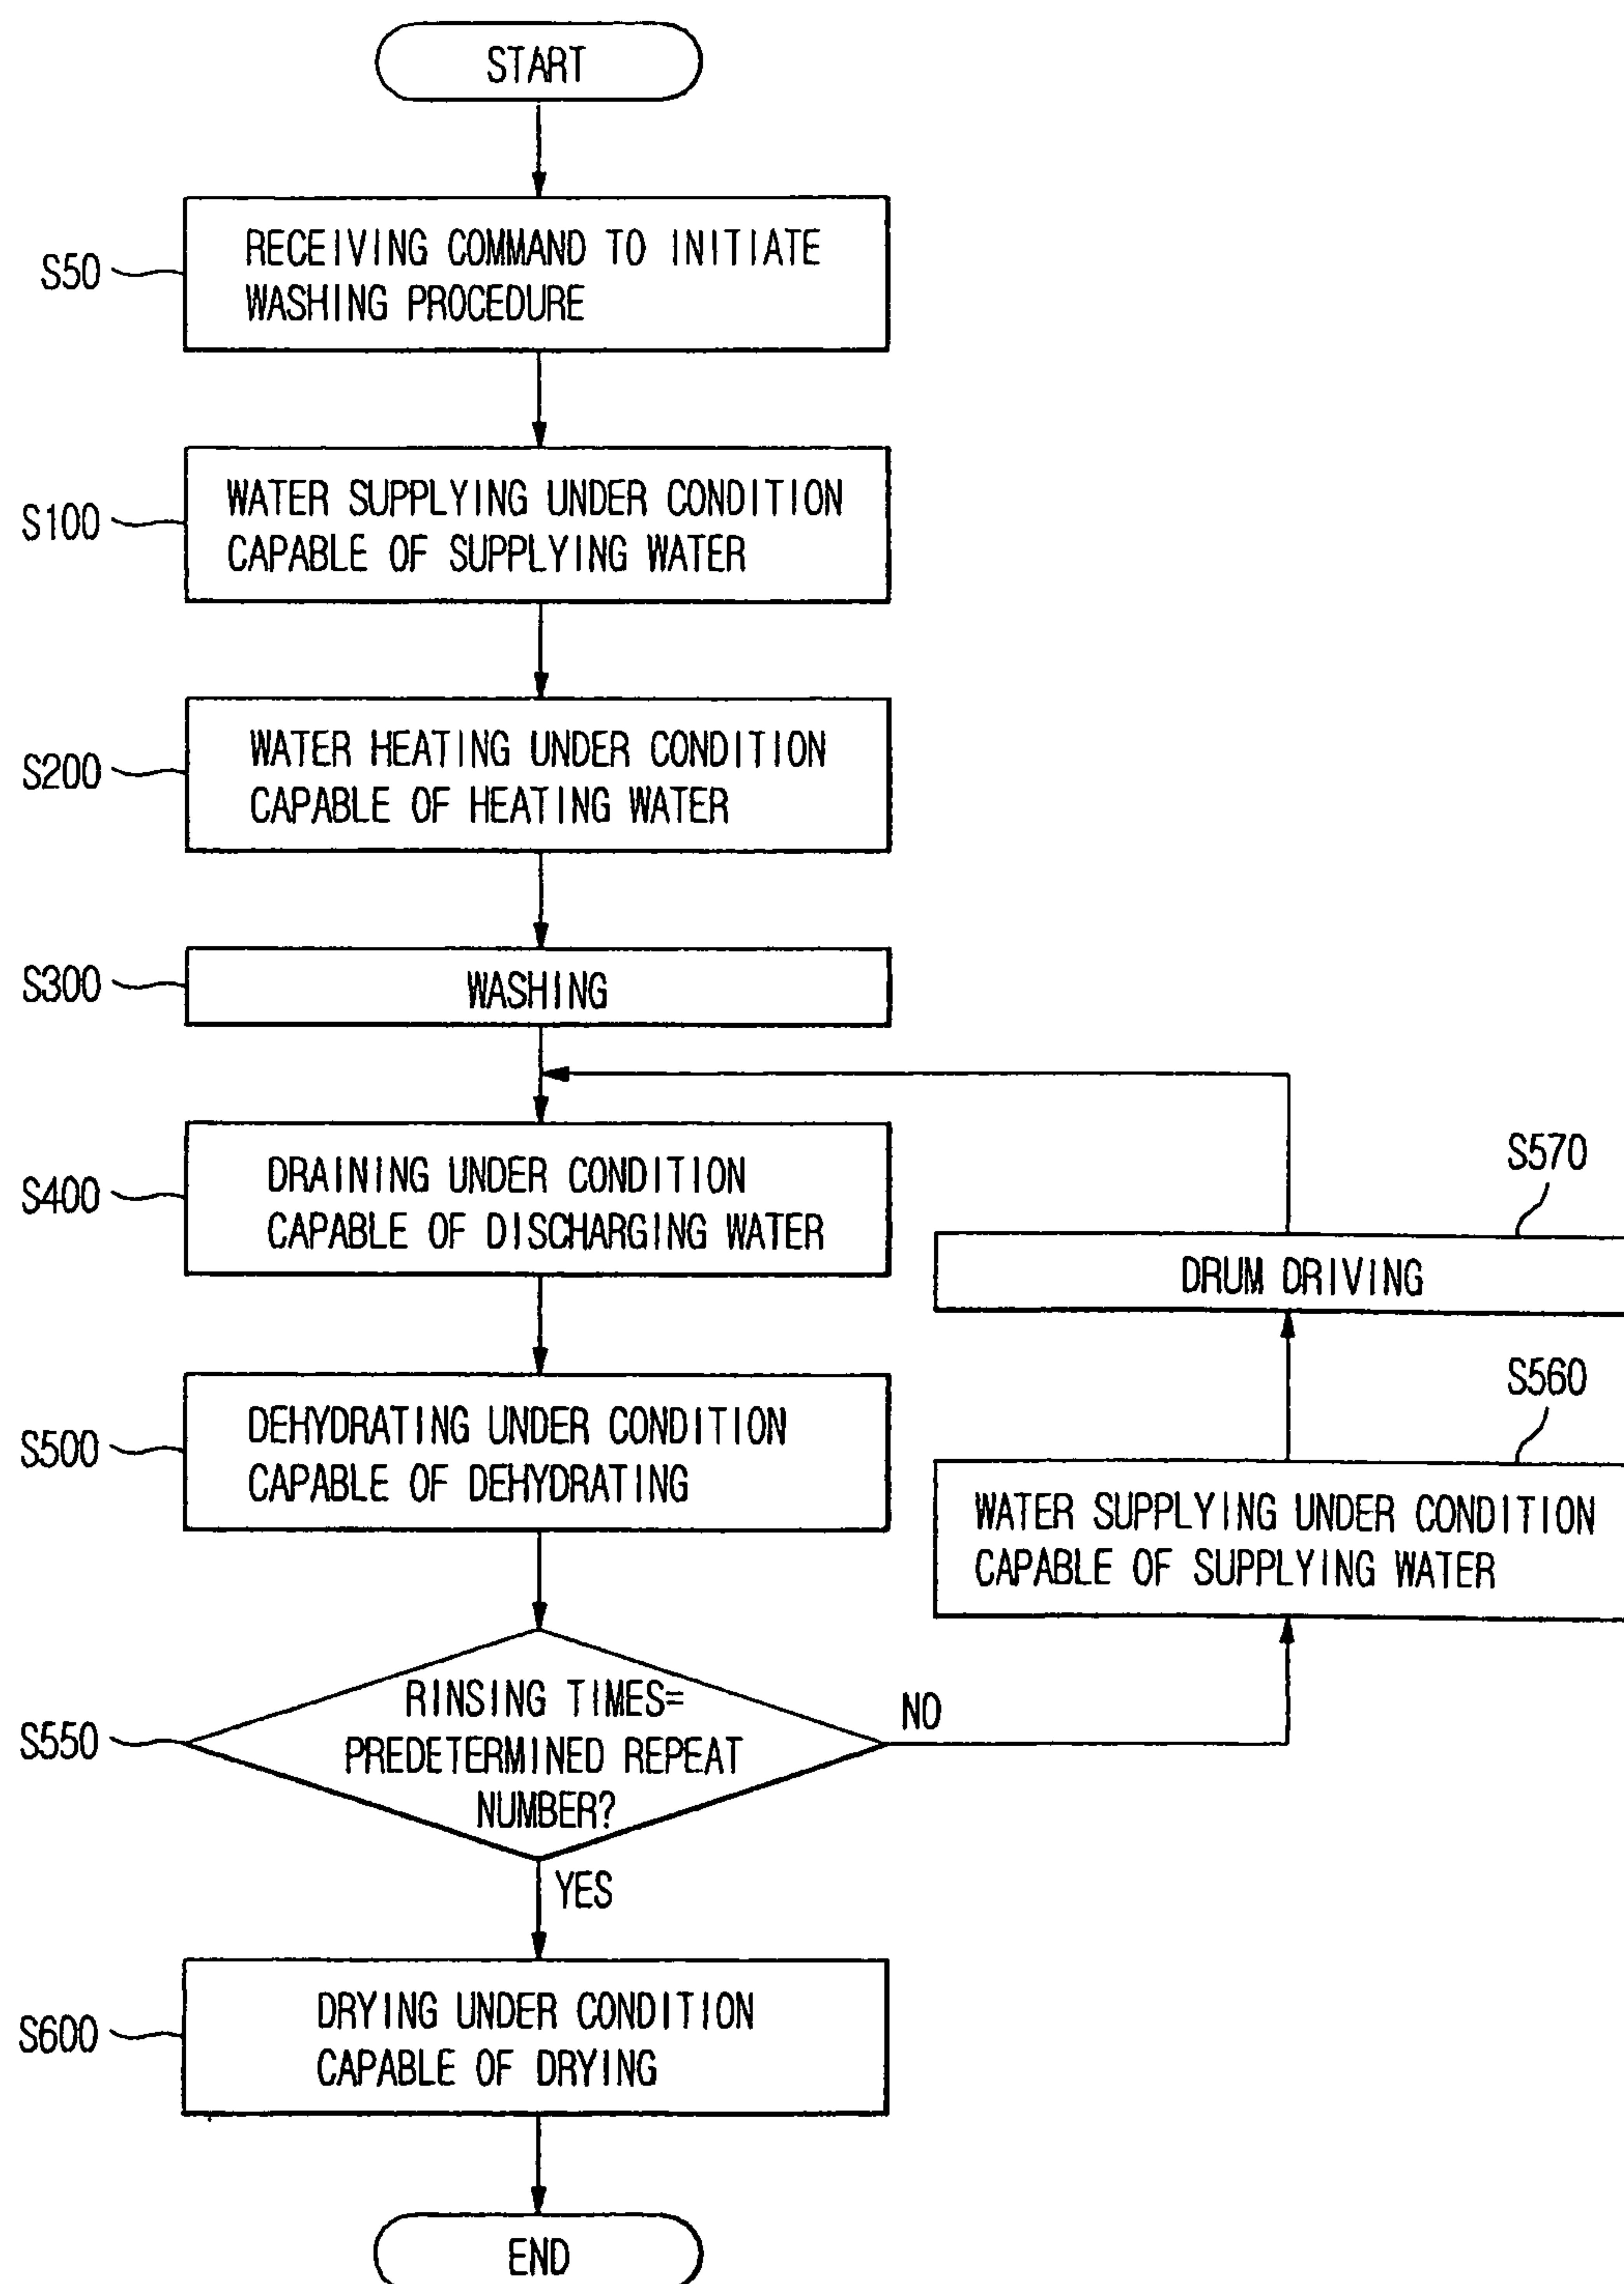 START
S50
RECEIVING COMMAND TO INITIATE
WASHING PROCEDURE
S100
WATER SUPPLYING UNDER CONDITION
CAPABLE OF SUPPLYING WATER
S200
WATER HEATING UNDER CONDITION
CAPABLE OF HEATING WATER
S300
WASHING
S400
DRAINING UNDER CONDITION
CAPABLE OF DISCHARGING WATER
S570
DRUM DRIVING
S500
DEHYDRATING UNDER CONDITION
CAPABLE OF DEHYDRATING
S560
WATER SUPPLYING UNDER CONDITION
CAPABLE OF SUPPLYING WATER
S550
RINSING TIMES=
PREDETERMINED REPEAT
NUMBER?
NO
YES
S600
DRYING UNDER CONDITION
CAPABLE OF DRYING
END